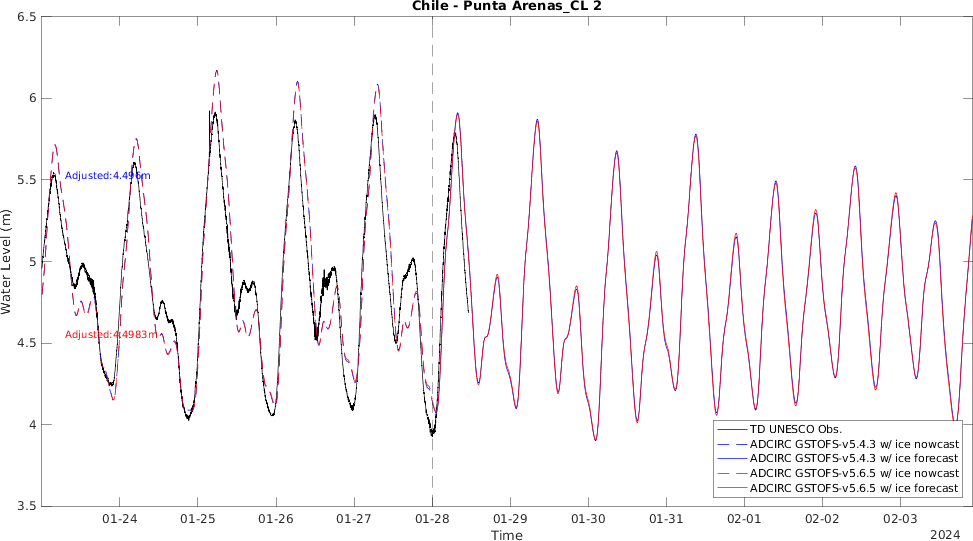 Chile - Punta Arenas_CL 2
6.5
6
5.5
5
4.5
4
3.5
Water Level (m)
Adjusted:4.496m
Adjusted:4.4983m
TD UNESCO Obs.
ADCIRC GSTOFS-v5.4.3 w/ ice nowcast
ADCIRC GSTOFS-v5.4.3 w/ ice forecast
ADCIRC GSTOFS-v5.6.5 w/ ice nowcast
ADCIRC GSTOFS-v5.6.5 w/ ice forecast
01-24 01-25 01-26 01-27 01-28 01-29 01-30 01-31 02-01 02-02 02-03
Time
2024